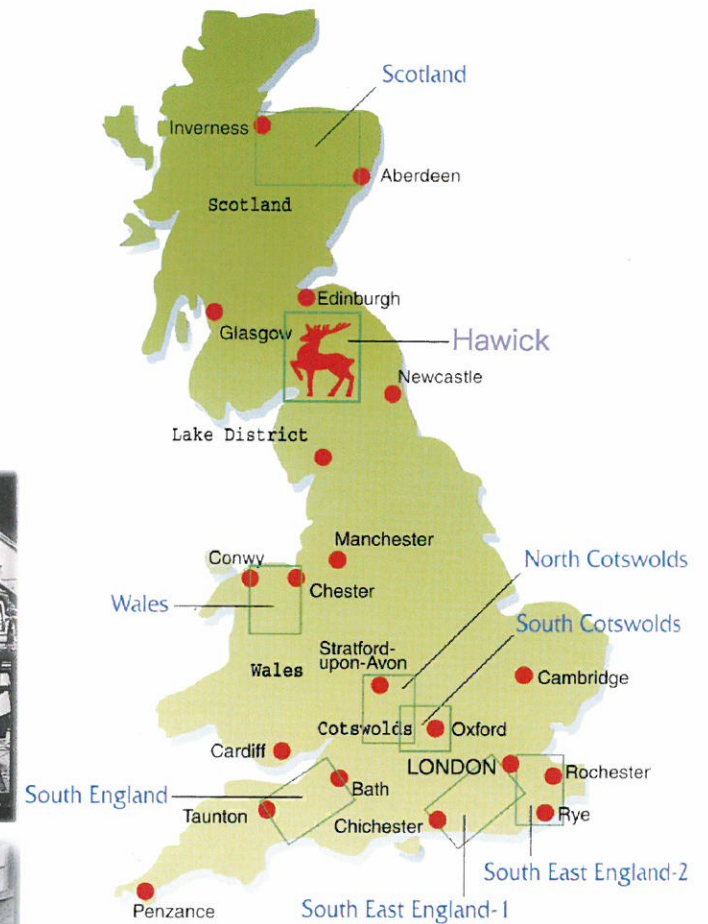 Scotland
Inverness
Aberdeen
Scotland
Edinburgh
Glasgow
Hawick
Newcastle
Lake District
Manchester
Conwy
North Cotswolds
Chester
Wales
South Cotswolds
Stratford-
upon-Avon
Wales
Cambridge
Cotswolds
Oxford
Cardiff
LONDON
Rochester
Bath
South England
Taunton
Chichester
Rye
South East England-2
Penzance
South East England-1